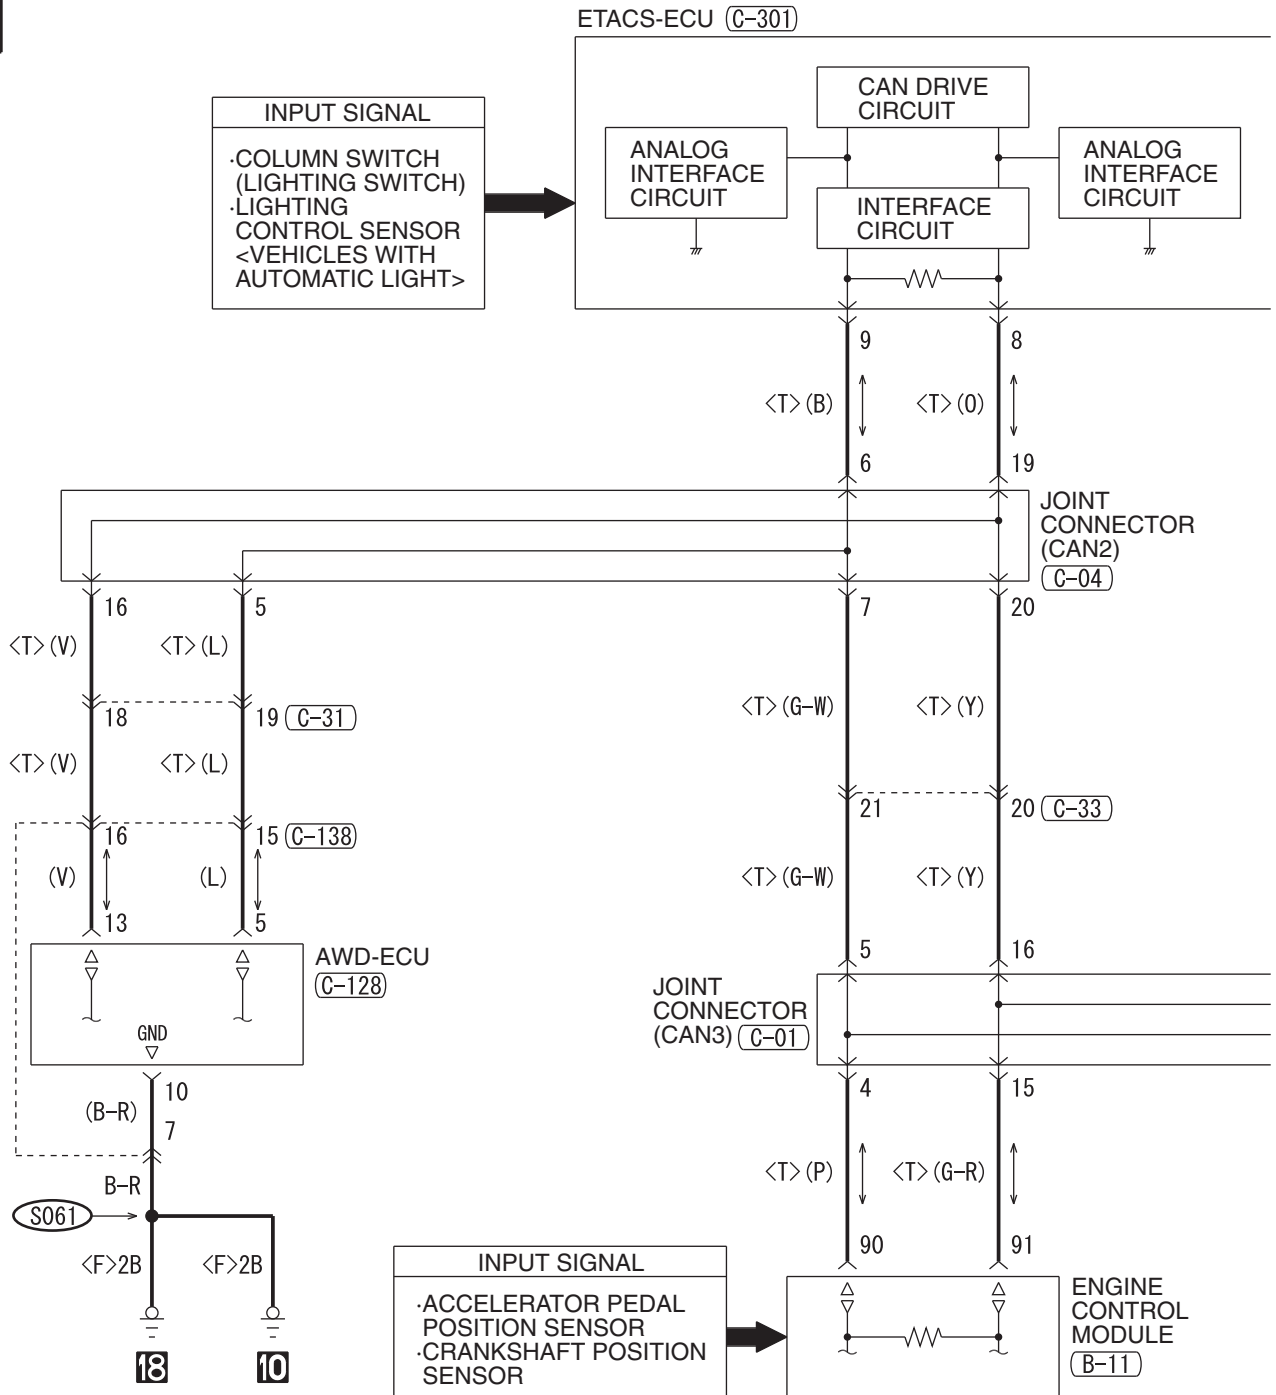 ETACS-ECU C-301
CAN DRIVE
CIRCUIT
INPUT SIGNAL
·COLUMN SWITCH
(LIGHTING SWITCH)
·LIGHTING
CONTROL SENSOR
<VEHICLES WITH
AUTOMATIC LIGHT>
ANALOG
INTERFACE
CIRCUIT
ANALOG
INTERFACE
CIRCUIT
INTERFACE
CIRCUIT
9
8
<T>(B)
<T>(O)
6
19
JOINT
CONNECTOR
(CAN2)
C-04
16
5
7
20
<T>(V)
<T>(L)
<T>(G-W)
<T>(Y)
18
19 C-31
<T>(V)
<T>(L)
21
20 C-33
16
15 C-138
(V)
(L)
<T>(G-W)
<T>(Y)
13
5
5
16
AWD-ECU
C-128
JOINT
CONNECTOR
(CAN3) C-01
GND
10
(B-R)
7
4
15
<T>(P)
<T>(G-R)
B-R
S061
<F>2B
<F>2B
90
91
18
10
INPUT SIGNAL
·ACCELERATOR PEDAL
POSITION SENSOR
·CRANKSHAFT POSITION
SENSOR
ENGINE
CONTROL
MODULE
B-11